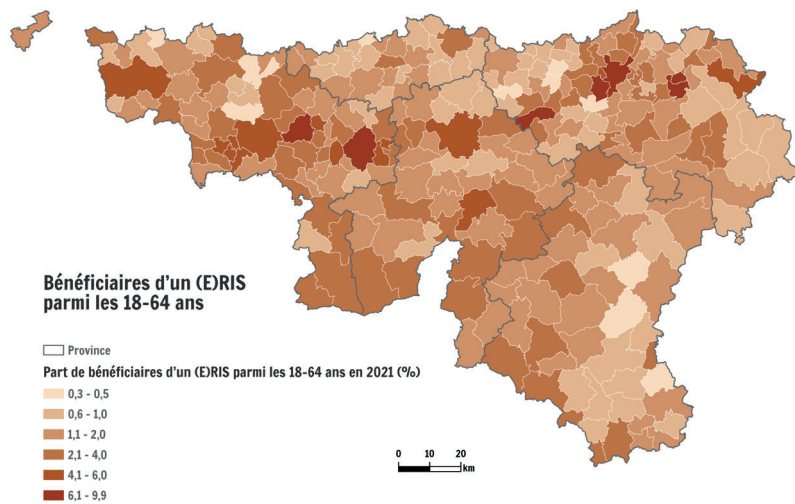 Bénéficiaires d'un (E)RIS
parmi les 18-64 ans
Province
Part de bénéficiaires d'un (E)RIS parmi les 18-64 ans en 2021 (%)
0,3 - 0,5
0,6 - 1,0
1,1 - 2,0
2,1 - 4,0
4,1 - 6,0
6,1 - 9,9
0 10 20
km